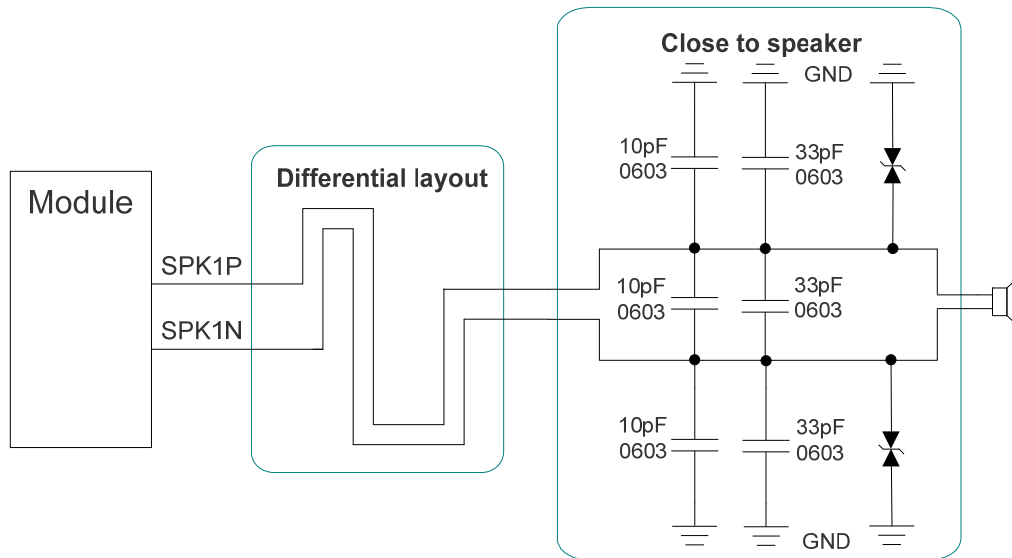 Close to speaker
GND
10pF
0603
33pF
0603
Differential layout
Module
SPK1P
SPK1N
10pF
0603
33pF
0603
10pF
0603
33pF
0603
GND